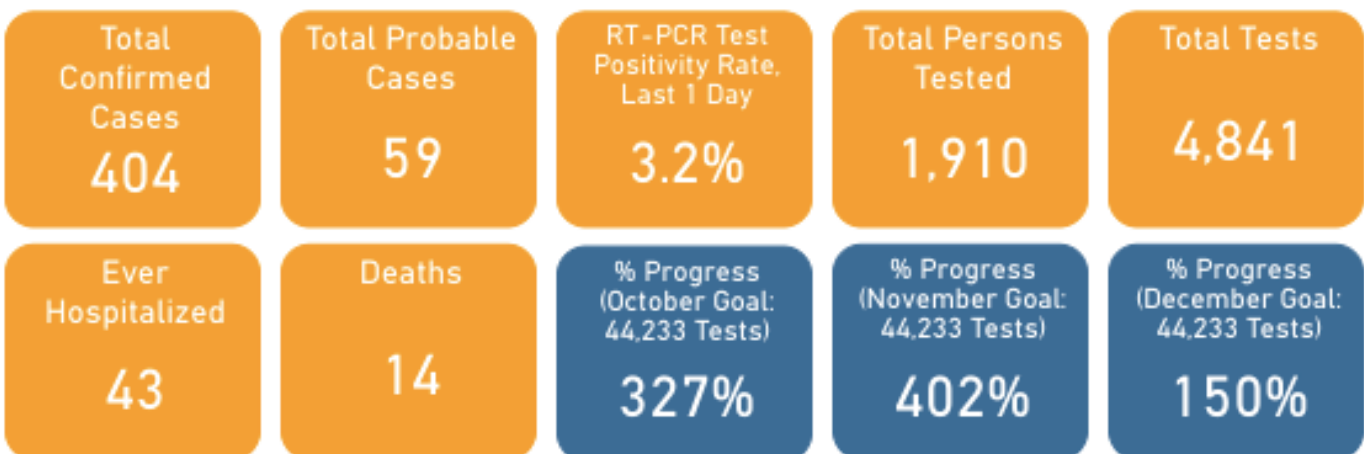 Total
Confirmed
Cases
404
Total Probable
Cases
59
RT-PCR Test
Positivity Rate,
Last 1 Day
3.2%
Total Persons
Tested
1,910
Total Tests
4,841
Ever
Hospitalized
43
Deaths
14
% Progress
(October Goal:
44,233 Tests)
327%
% Progress
(November Goal:
44,233 Tests)
402%
% Progress
(December Goal:
44,233 Tests)
150%